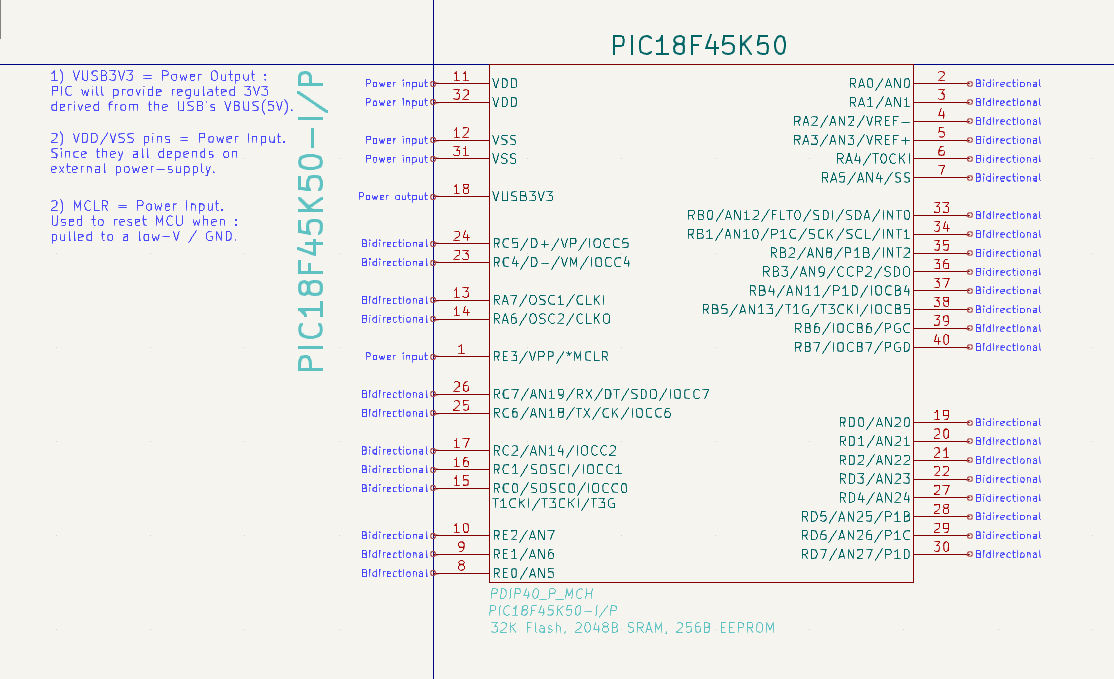 PIC18F45K50
1) VUSB3V3 = Power Output :
PIC will provide regulated 3V3
derived from the USB's VBUS(5V).
2) VDD/VSS pins = Power Input.
Since they all depends on
external power-supply.
2) MCLR = Power Input.
Used to reset MCU when :
pulled to a low-V / GND.
PIC18F45K50-I/P
Power input 11 VDD
Power input 32 VDD
Power input 12 VSS
Power input 31 VSS
Power output 18 VUSB3V3
Bidirectional 24 RC5/D+/VP/IOCC5
Bidirectional 23 RC4/D-/VM/IOCC4
Bidirectional 13 RA7/OSC1/CLKI
Bidirectional 14 RA6/OSC2/CLKO
Power input 1 RE3/VPP/*MCLR
Bidirectional 26 RC7/AN19/RX/DT/SDO/IOCC7
Bidirectional 25 RC6/AN18/TX/CK/IOCC6
Bidirectional 17 RC2/AN14/IOCC2
Bidirectional 16 RC1/SOSCI/IOCC1
Bidirectional 15 RC0/SOSCO/IOCC0
T1CKI/T3CKI/T3G
Bidirectional 10 RE2/AN7
Bidirectional 9 RE1/AN6
Bidirectional 8 RE0/AN5
RA0/AN0 2 Bidirectional
RA1/AN1 3 Bidirectional
RA2/AN2/VREF- 4 Bidirectional
RA3/AN3/VREF+ 5 Bidirectional
RA4/TOCKI 6 Bidirectional
RA5/AN4/SS 7 Bidirectional
RB0/AN12/FLT0/SDI/SDA/INT0 33 Bidirectional
RB1/AN10/P1C/SCK/SCL/INT1 34 Bidirectional
RB2/AN8/P1B/INT2 35 Bidirectional
RB3/AN9/CCP2/SDO 36 Bidirectional
RB4/AN11/P1D/IOCB4 37 Bidirectional
RB5/AN13/T1G/T3CKI/IOCB5 38 Bidirectional
RB6/IOCB6/PGC 39 Bidirectional
RB7/IOCB7/PGD 40 Bidirectional
RD0/AN20 19 Bidirectional
RD1/AN21 20 Bidirectional
RD2/AN22 21 Bidirectional
RD3/AN23 22 Bidirectional
RD4/AN24 27 Bidirectional
RD5/AN25/P1B 28 Bidirectional
RD6/AN26/P1C 29 Bidirectional
RD7/AN27/P1D 30 Bidirectional
PDIP40_P_MCH
PIC18F45K50-I/P
32K Flash, 2048B SRAM, 256B EEPROM